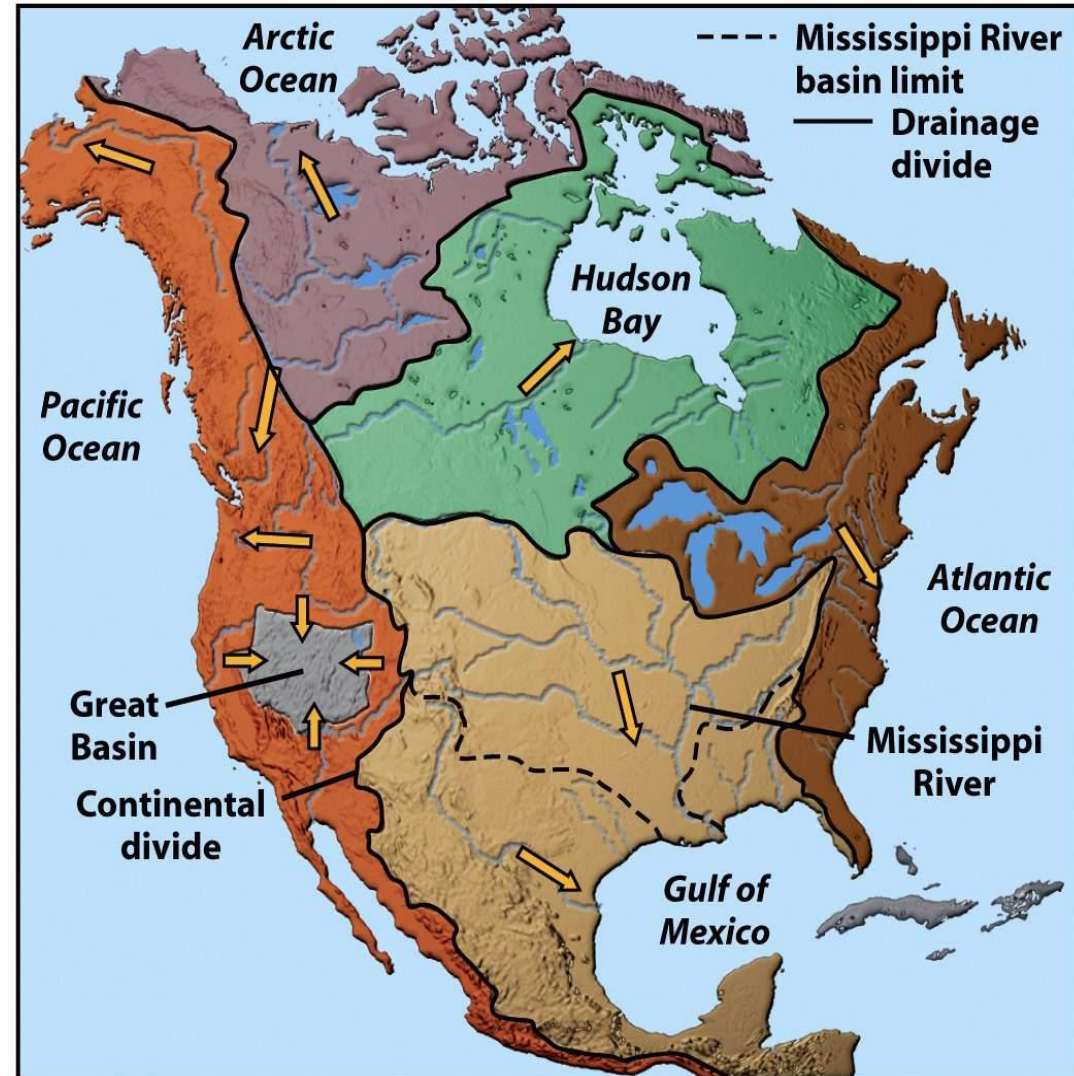 Arctic
Ocean
Mississippi River
basin limit
Drainage
divide
Hudson
Bay
Pacific
Ocean
Atlantic
Ocean
Great
Basin
Mississippi
River
Continental
divide
Gulf of
Mexico